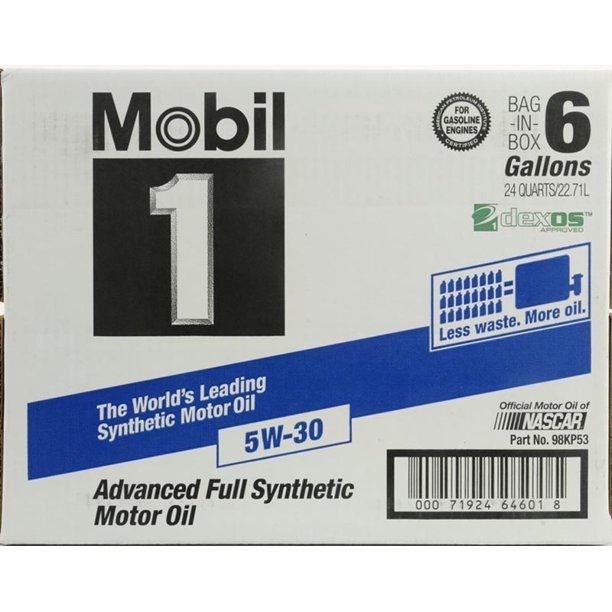 Mobil
1
FOR
GASOLINE
ENGINES
BAG
-IN-
BOX
6
Gallons
24 QUARTS/22.71L
1
dexos
APPROVED
=
Less waste. More oil.
The World's Leading
Synthetic Motor Oil
5W-30
Official Motor Oil of
NASCAR
Part No. 98KP53
Advanced Full Synthetic
Motor Oil
000 71924 64601 8